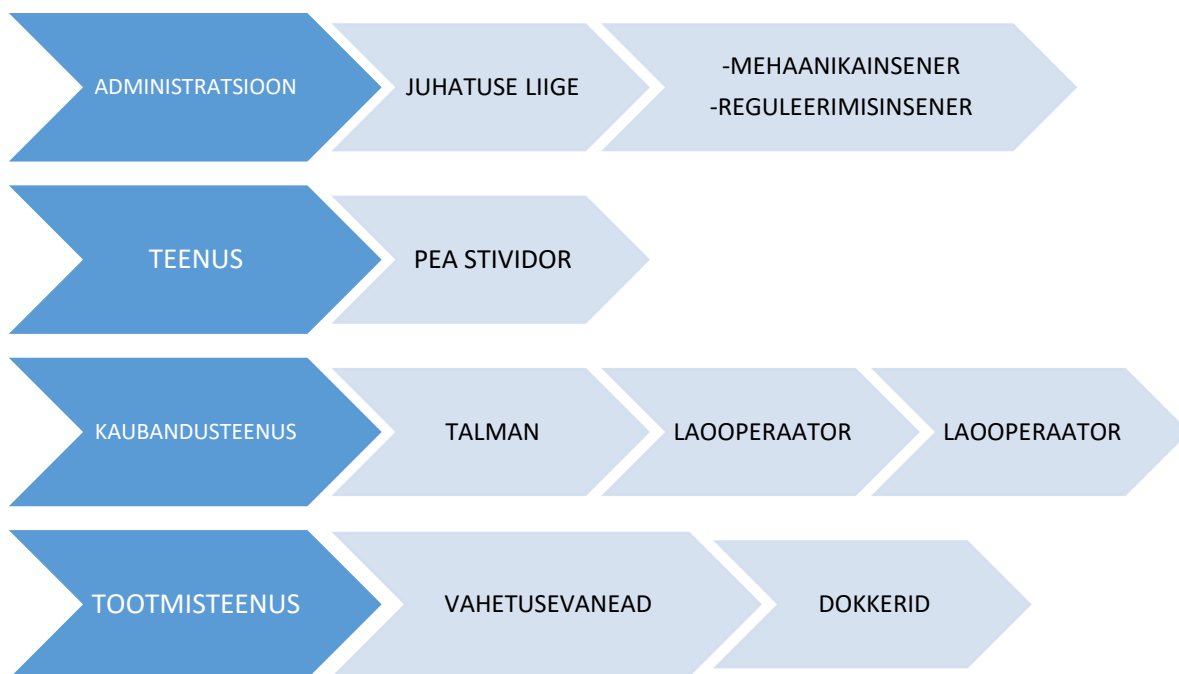 ADMINISTRATSIOON
JUHATUSE LIIGE
-MEHAANIKAINSENER
-REGULEERIMISINSENER
TEENUS
PEA STIVIDOR
KAUBANDUSTEENUS
TALMAN
LAOOPERAATOR
LAOOPERAATOR
TOOTMISTEENUS
VAHETUSEVANEAD
DOKKERID